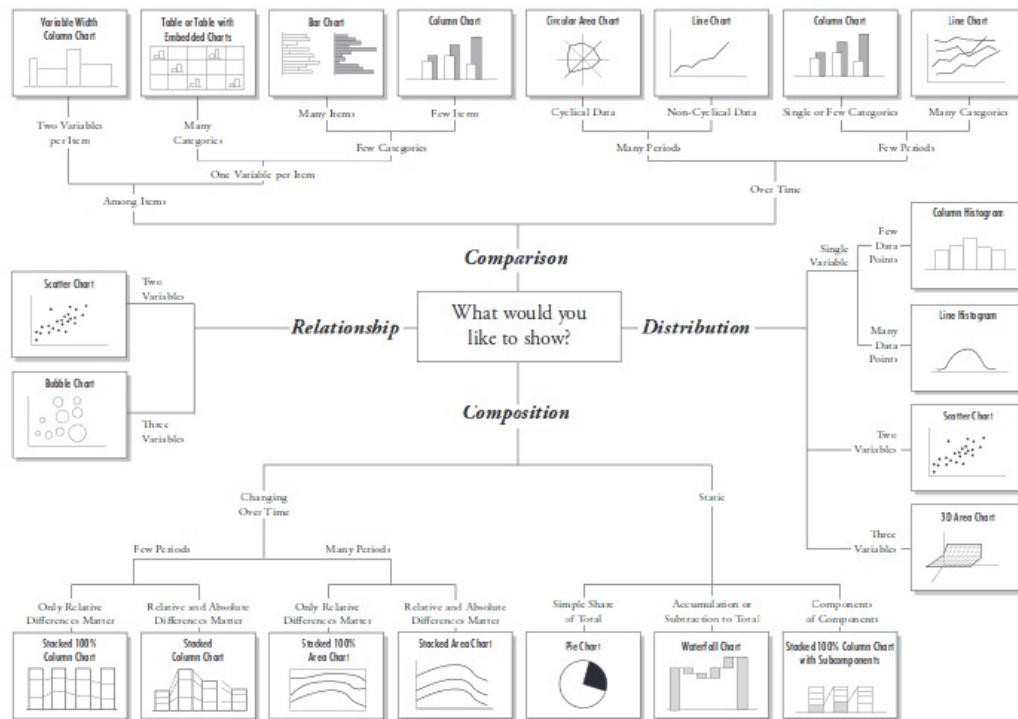 Variable Width
Column Chart
Table or Table with
Embedded Charts
Bar Chart
Column Chart
Circular Area Chart
Line Chart
Column Chart
Line Chart
Two Variables
per Item
Many
Categories
Many Items
Few Items
Cyclical Data
Non-Cyclical Data
Single or Few Categories
Many Categories
Few Categories
Many Periods
Few Periods
One Variable per Item
Among Items
Over Time
Comparison
What would you
like to show?
Relationship
Two
Variables
Scatter Chart
Three
Variables
Bubble Chart
Distribution
Single
Variable
Few
Data
Points
Column Histogram
Many
Data
Points
Line Histogram
Two
Variables
Scatter Chart
Three
Variables
3D Area Chart
Composition
Changing
Over Time
Static
Few Periods
Many Periods
Only Relative
Differences Matter
Relative and Absolute
Differences Matter
Only Relative
Differences Matter
Relative and Absolute
Differences Matter
Simple Share
of Total
Accumulation or
Subtraction to Total
Components
of Components
Stacked 100%
Column Chart
Stacked
Column Chart
Stacked 100%
Area Chart
Stacked Area Chart
Pie Chart
Waterfall Chart
Stacked 100% Column Chart
with Subcomponents